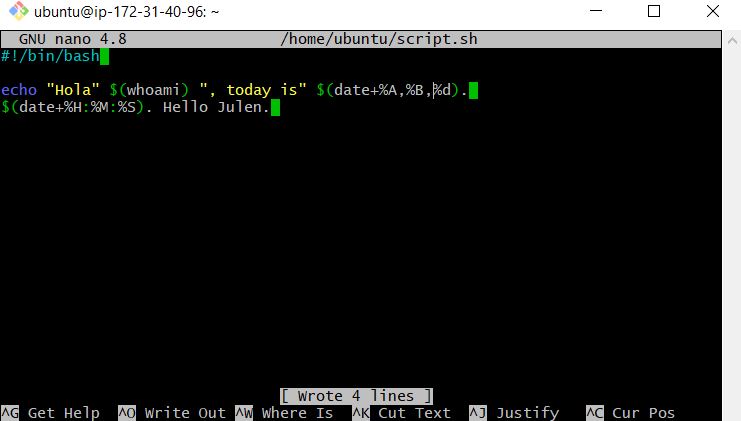 ubuntu@ip-172-31-40-96: ~
GNU nano 4.8 /home/ubuntu/script.sh
#!/bin/bash
echo "Hola" $(whoami) ", today is" $(date+%A,%B,%d).
$(date+%H:%M:%S). Hello Julen.
[ Wrote 4 lines ]
^G Get Help ^O Write Out ^W Where Is ^K Cut Text ^J Justify ^C Cur Pos